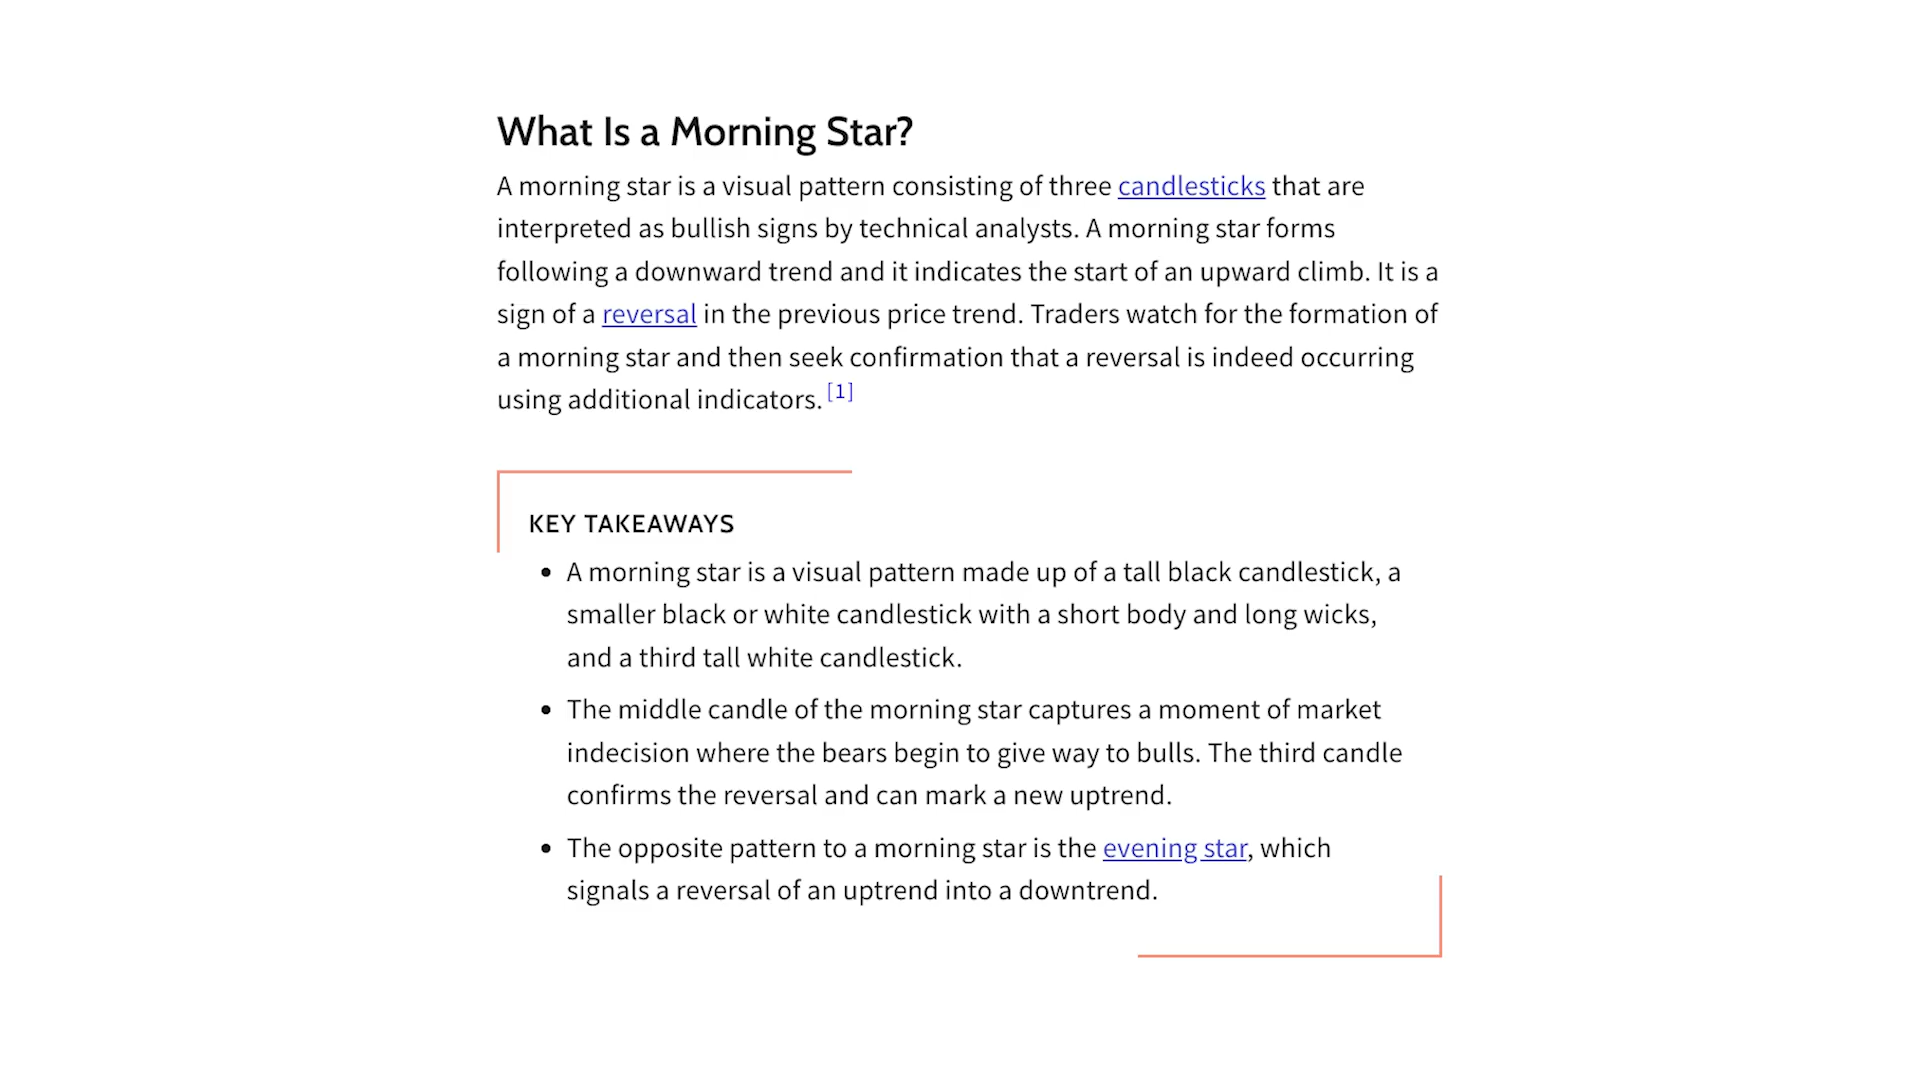 What Is a Morning Star?
A morning star is a visual pattern consisting of three candlesticks that are
interpreted as bullish signs by technical analysts. A morning star forms
following a downward trend and it indicates the start of an upward climb. It is a
sign of a reversal in the previous price trend. Traders watch for the formation of
a morning star and then seek confirmation that a reversal is indeed occurring
using additional indicators. [1]
KEY TAKEAWAYS
• A morning star is a visual pattern made up of a tall black candlestick, a
smaller black or white candlestick with a short body and long wicks,
and a third tall white candlestick.
• The middle candle of the morning star captures a moment of market
indecision where the bears begin to give way to bulls. The third candle
confirms the reversal and can mark a new uptrend.
• The opposite pattern to a morning star is the evening star, which
signals a reversal of an uptrend into a downtrend.